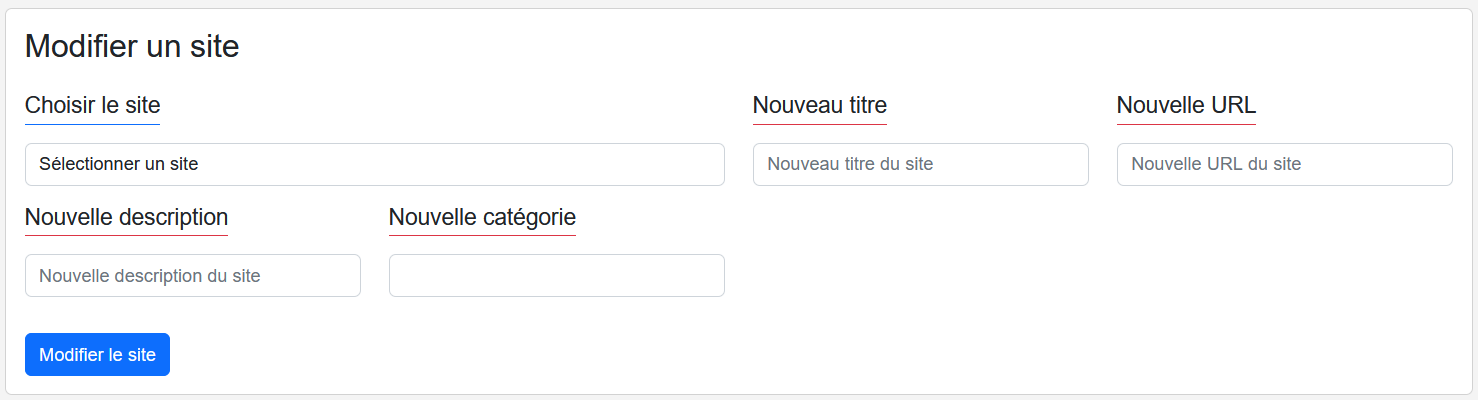 Modifier un site
Choisir le site
Nouveau titre
Nouvelle URL
Sélectionner un site
Nouveau titre du site
Nouvelle URL du site
Nouvelle description
Nouvelle catégorie
Nouvelle description du site
Modifier le site